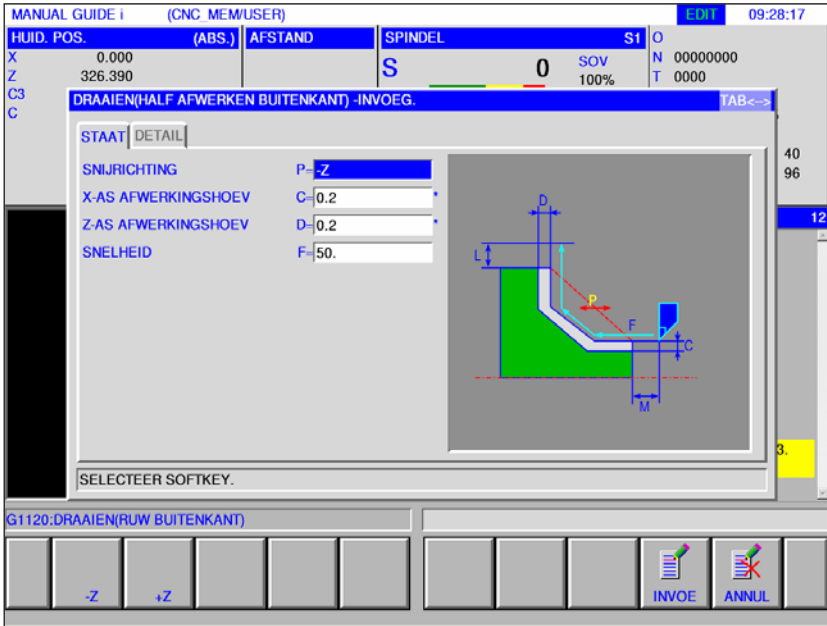 MANUAL GUIDE i (CNC_MEM/USER) EDIT 09:28:17
HUID. POS. (ABS.) AFSTAND SPINDEL S1 O
X 0.000 S 0 SOV N 00000000
Z 326.390 100% T 0000
C3
C
DRAAIEN(HALF AFWERKEN BUITENKANT) -INVOEG. TAB<-->
STAAT DETAIL
SNIJRICHTING P= -Z
X-AS AFWERKINGSHOEV C= 0.2 *
Z-AS AFWERKINGSHOEV D= 0.2 *
SNELHEID F= 50.
40
96
12
D
L
P
F
C
M
3.
SELECTEER SOFTKEY.
G1120:DRAAIEN(RUW BUITENKANT)
-Z +Z INVOE ANNUL